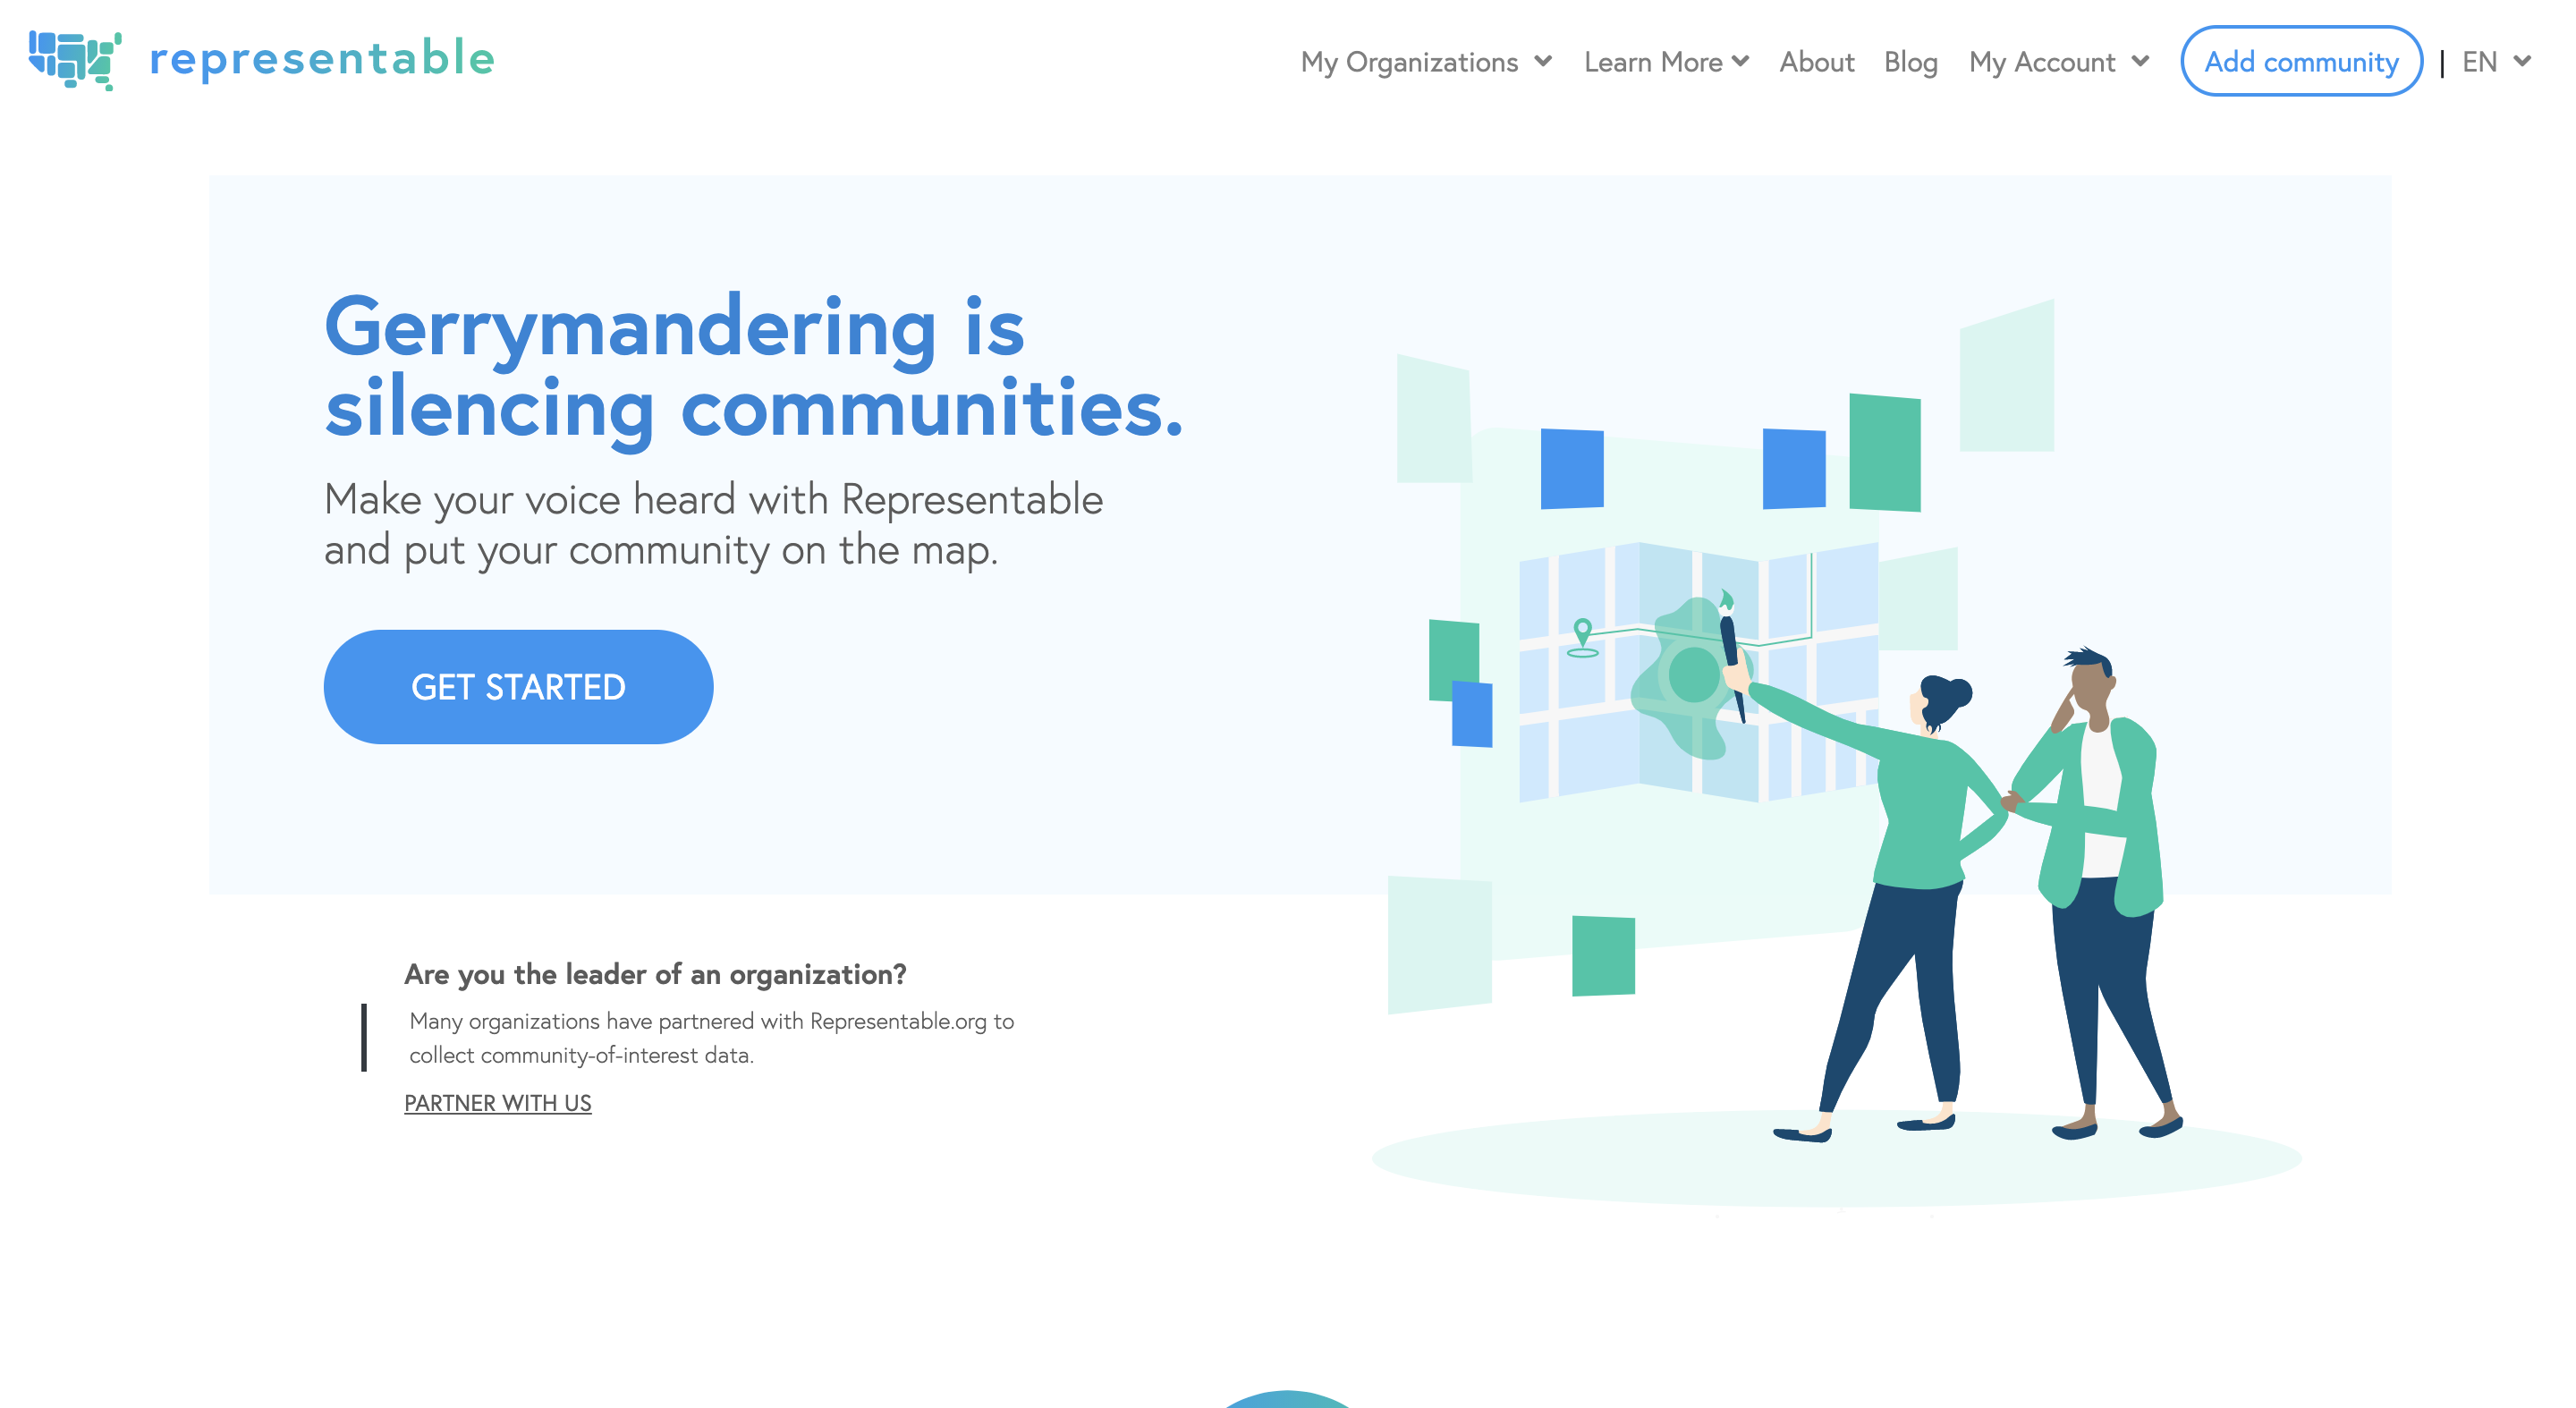 representable
My Organizations
Learn More
About
Blog
My Account
Add community
| EN
Gerrymandering is
silencing communities.
Make your voice heard with Representable
and put your community on the map.
GET STARTED
Are you the leader of an organization?
Many organizations have partnered with Representable.org to
collect community-of-interest data.
PARTNER WITH US